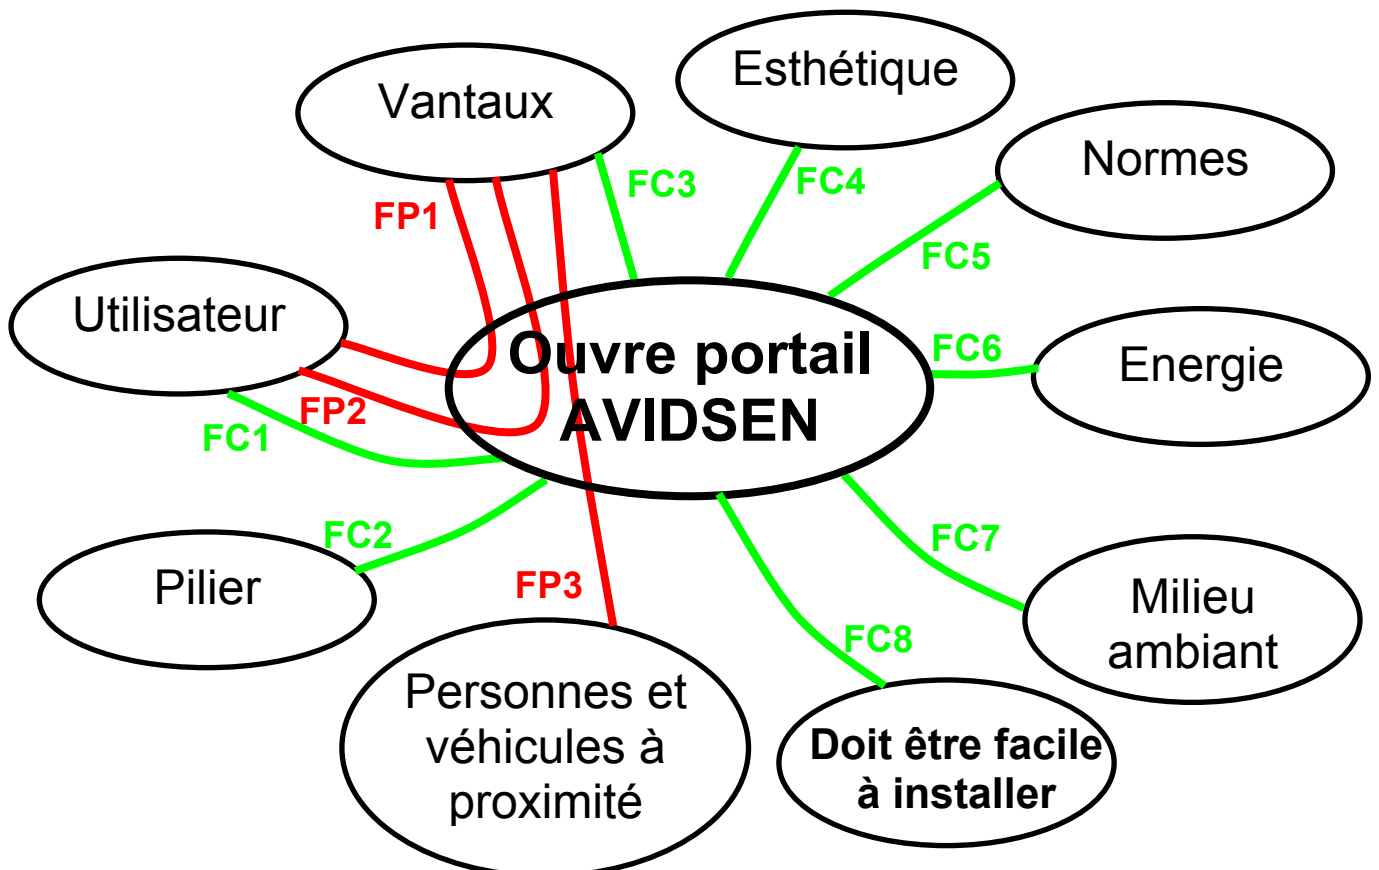 Esthétique
Vantaux
Normes
FC3
FC4
FP1
FC5
Utilisateur
Ouvre portail
AVIDSEN
FC6
Energie
FP2
FC1
FC2
FC7
Pilier
FP3
Milieu
ambiant
FC8
Personnes et
véhicules à
proximité
Doit être facile
à installer